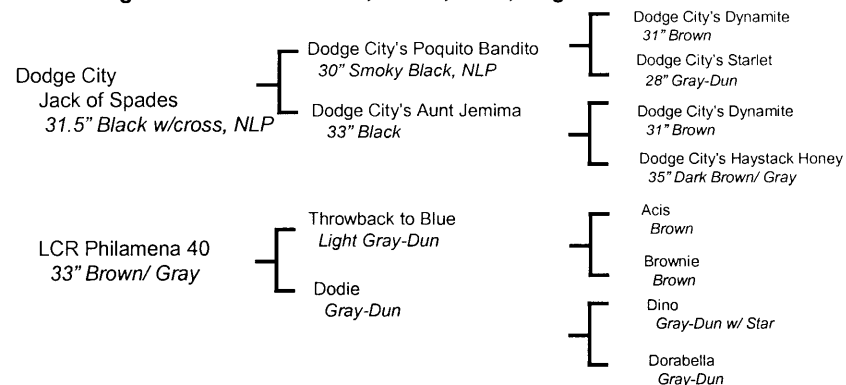 Dodge City's Dynamite
31" Brown
Dodge City's Poquito Bandito
30" Smoky Black, NLP
Dodge City's Starlet
28" Gray-Dun
Dodge City
Jack of Spades
31.5" Black w/cross, NLP
Dodge City's Aunt Jemima
33" Black
Dodge City's Dynamite
31" Brown
Dodge City's Haystack Honey
35" Dark Brown/ Gray
Throwback to Blue
Light Gray-Dun
Acis
Brown
LCR Philamena 40
33" Brown/ Gray
Brownie
Brown
Dodie
Gray-Dun
Dino
Gray-Dun w/ Star
Dorabella
Gray-Dun